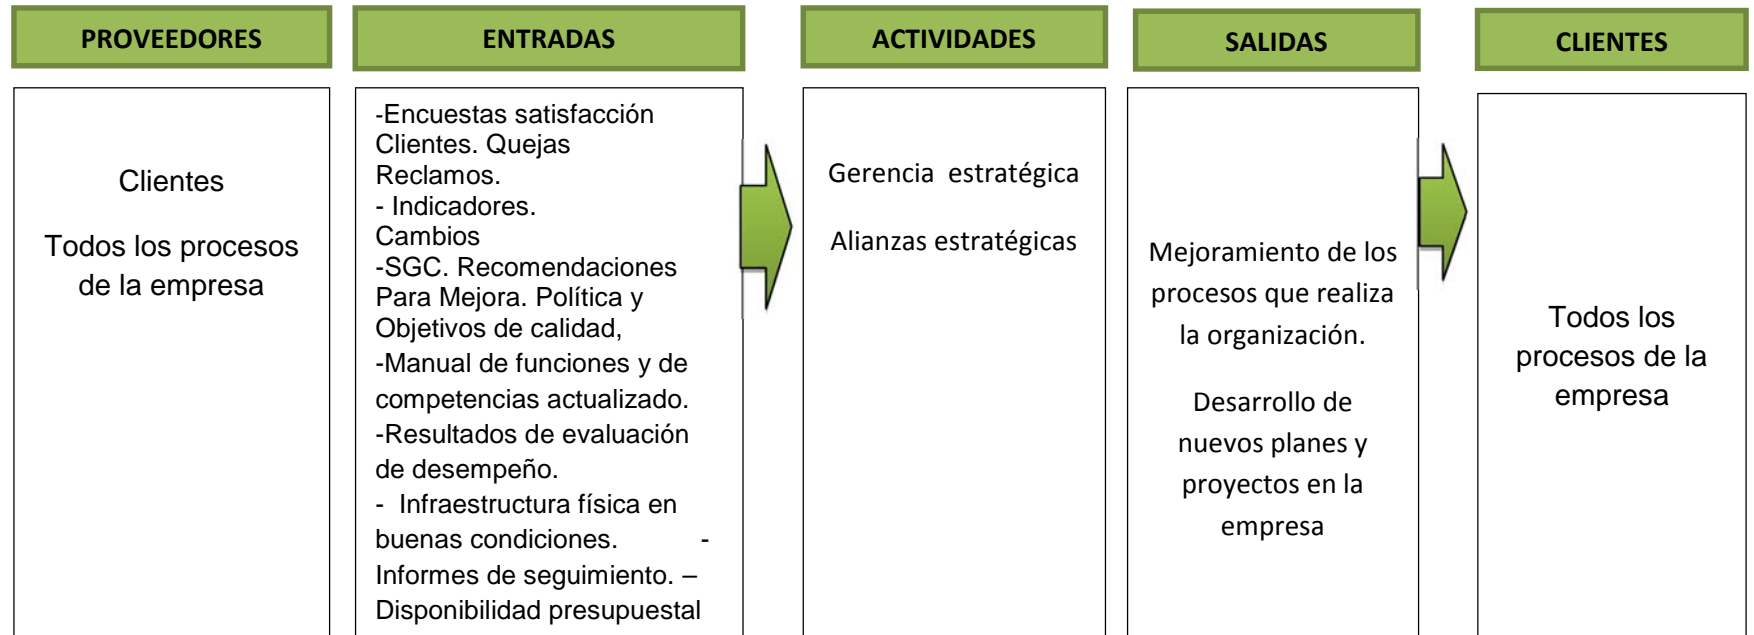 PROVEEDORES
ENTRADAS
ACTIVIDADES
SALIDAS
CLIENTES
Clientes
Todos los procesos
de la empresa
-Encuestas satisfacción
Clientes. Quejas
Reclamos.
- Indicadores.
Cambios
-SGC. Recomendaciones
Para Mejora. Política y
Objetivos de calidad,
-Manual de funciones y de
competencias actualizado.
-Resultados de evaluación
de desempeño.
- Infraestructura física en
buenas condiciones. -
Informes de seguimiento. –
Disponibilidad presupuestal
Gerencia estratégica
Alianzas estratégicas
Mejoramiento de los
procesos que realiza
la organización.
Desarrollo de
nuevos planes y
proyectos en la
empresa
Todos los
procesos de la
empresa